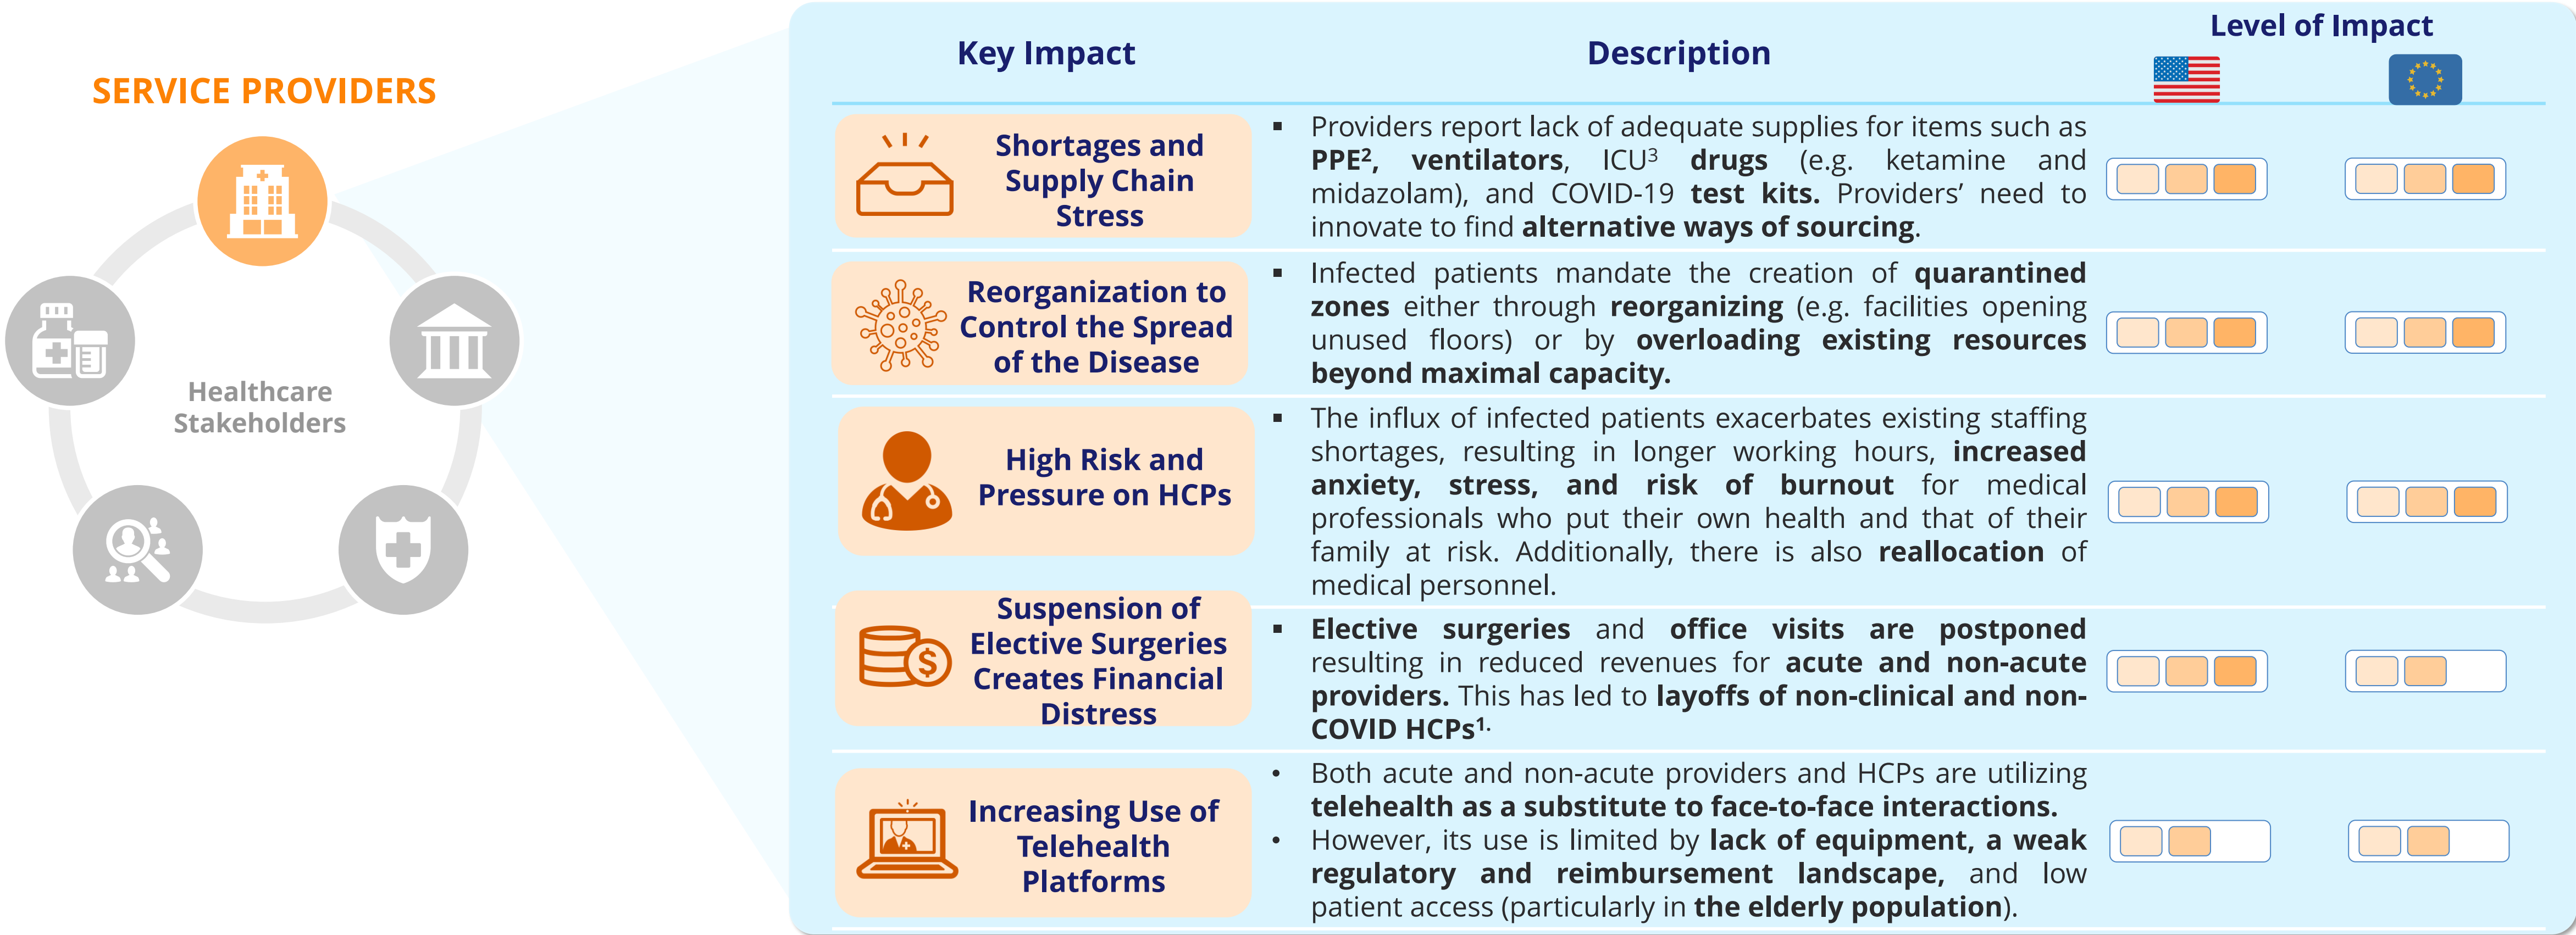 SERVICE PROVIDERS
Healthcare
Stakeholders
Key Impact
Description
Level of Impact
Shortages and
Supply Chain
Stress
▪ Providers report lack of adequate supplies for items such as
PPE², ventilators, ICU³ drugs (e.g. ketamine and
midazolam), and COVID-19 test kits. Providers’ need to
innovate to find alternative ways of sourcing.
Reorganization to
Control the Spread
of the Disease
▪ Infected patients mandate the creation of quarantined
zones either through reorganizing (e.g. facilities opening
unused floors) or by overloading existing resources
beyond maximal capacity.
High Risk and
Pressure on HCPs
▪ The influx of infected patients exacerbates existing staffing
shortages, resulting in longer working hours, increased
anxiety, stress, and risk of burnout for medical
professionals who put their own health and that of their
family at risk. Additionally, there is also reallocation of
medical personnel.
Suspension of
Elective Surgeries
Creates Financial
Distress
▪ Elective surgeries and office visits are postponed
resulting in reduced revenues for acute and non-acute
providers. This has led to layoffs of non-clinical and non-
COVID HCPs¹.
Increasing Use of
Telehealth
Platforms
• Both acute and non-acute providers and HCPs are utilizing
telehealth as a substitute to face-to-face interactions.
• However, its use is limited by lack of equipment, a weak
regulatory and reimbursement landscape, and low
patient access (particularly in the elderly population).